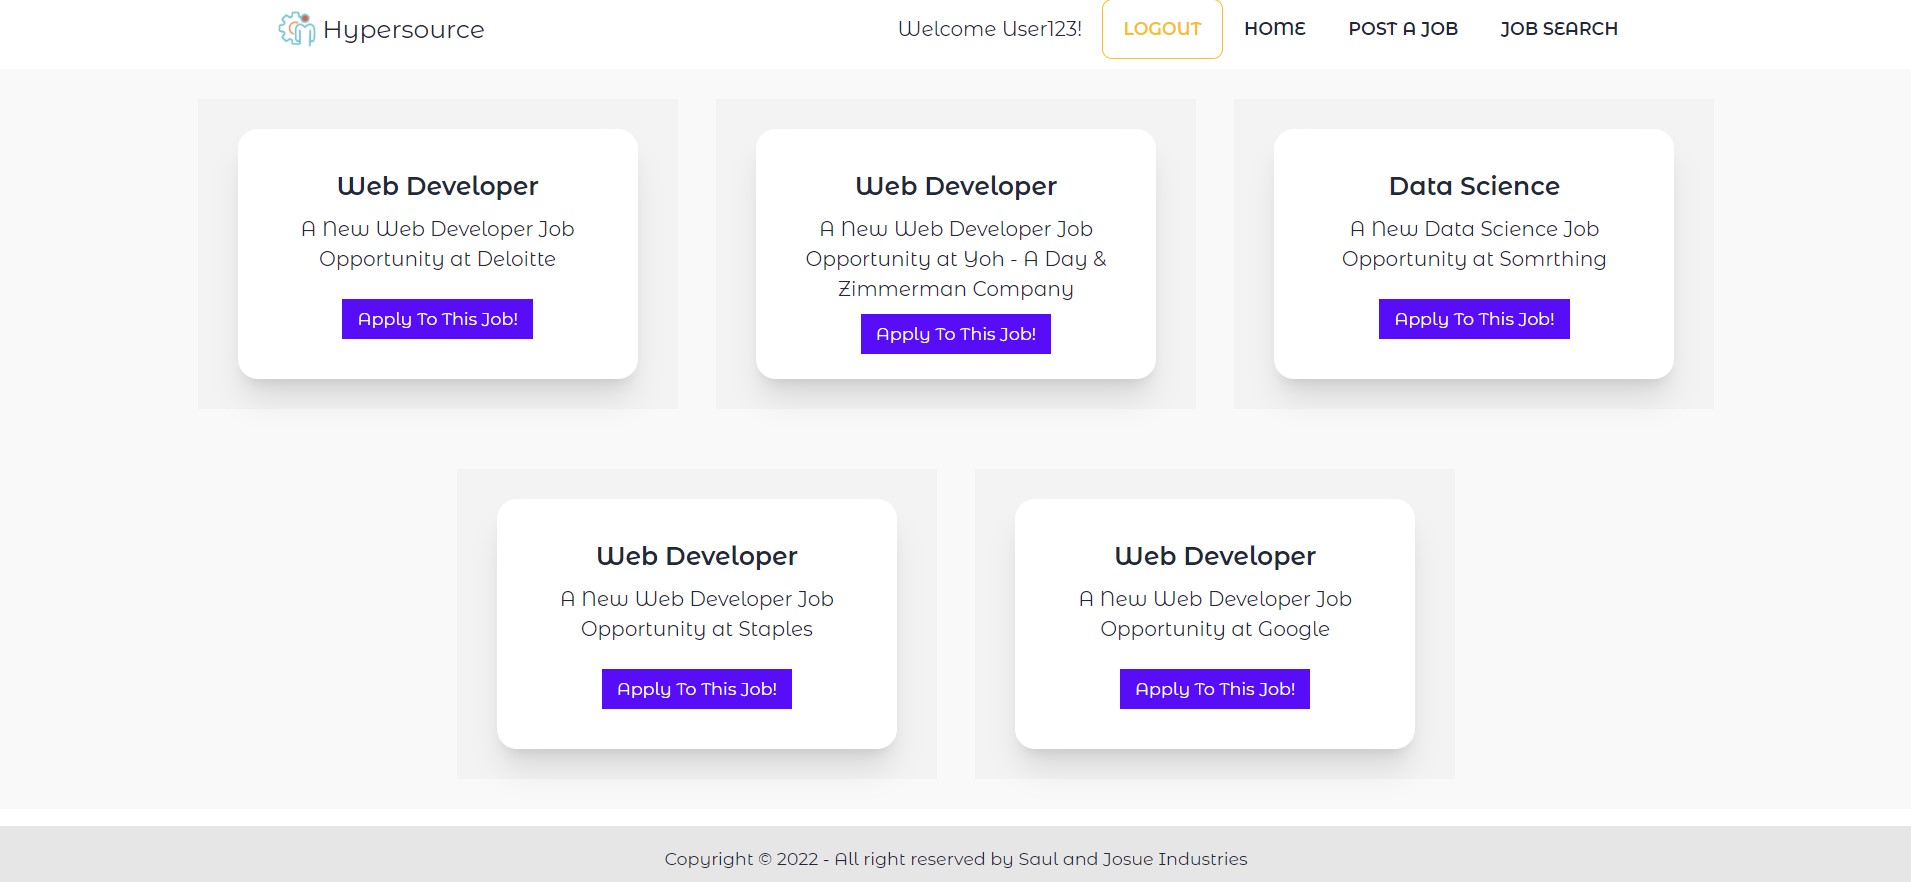 Hypersource
Welcome User123!
LOGOUT
HOME
POST A JOB
JOB SEARCH
Web Developer
A New Web Developer Job
Opportunity at Deloitte
Apply To This Job!
Web Developer
A New Web Developer Job
Opportunity at Yoh - A Day &
Zimmerman Company
Apply To This Job!
Data Science
A New Data Science Job
Opportunity at Somrthing
Apply To This Job!
Web Developer
A New Web Developer Job
Opportunity at Staples
Apply To This Job!
Web Developer
A New Web Developer Job
Opportunity at Google
Apply To This Job!
Copyright © 2022 - All right reserved by Saul and Josue Industries